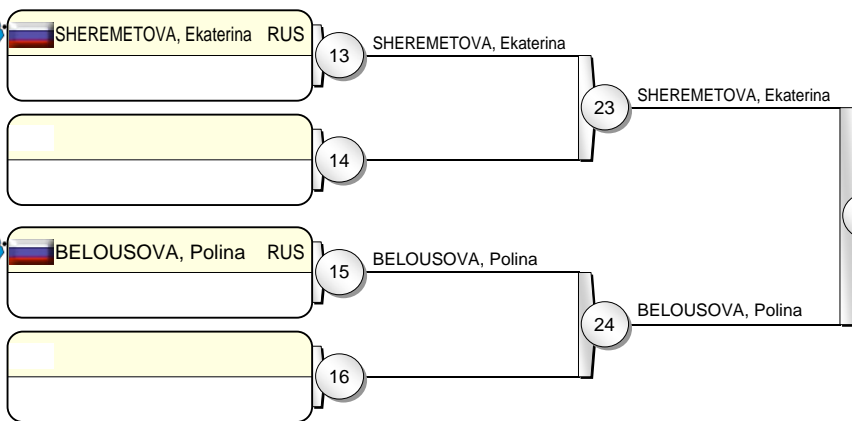 SHEREMETOVA, Ekaterina RUS
13
SHEREMETOVA, Ekaterina
23
SHEREMETOVA, Ekaterina
14
BELOUSOVA, Polina RUS
15
BELOUSOVA, Polina
24
BELOUSOVA, Polina
16